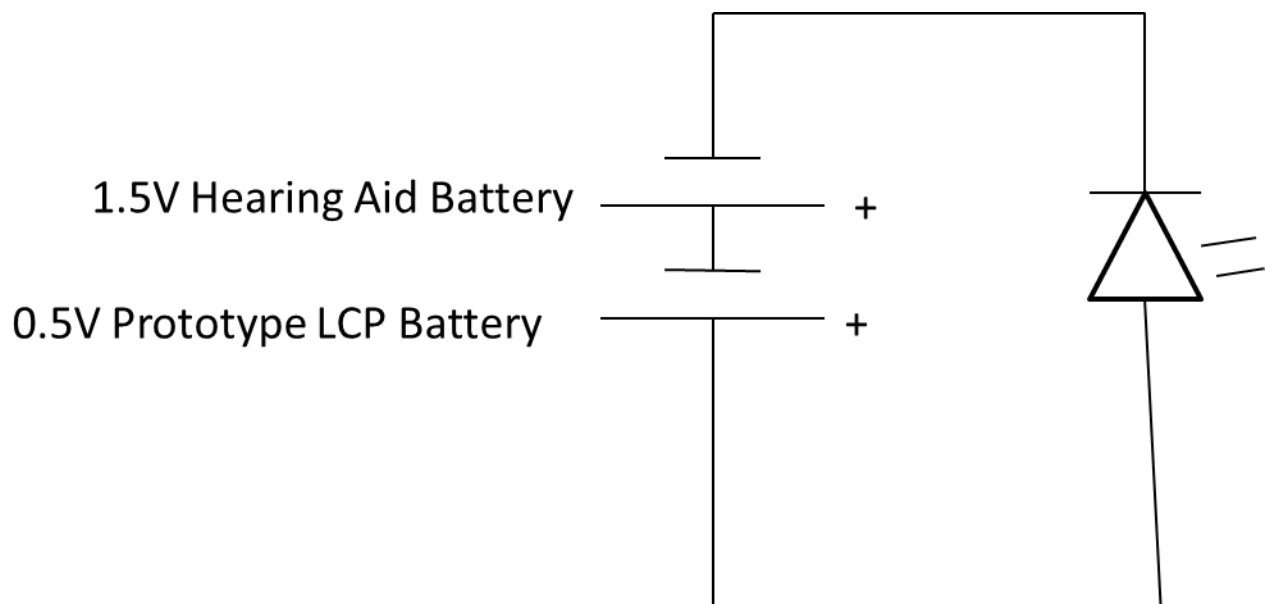 1.5V Hearing Aid Battery
+
0.5V Prototype LCP Battery
+